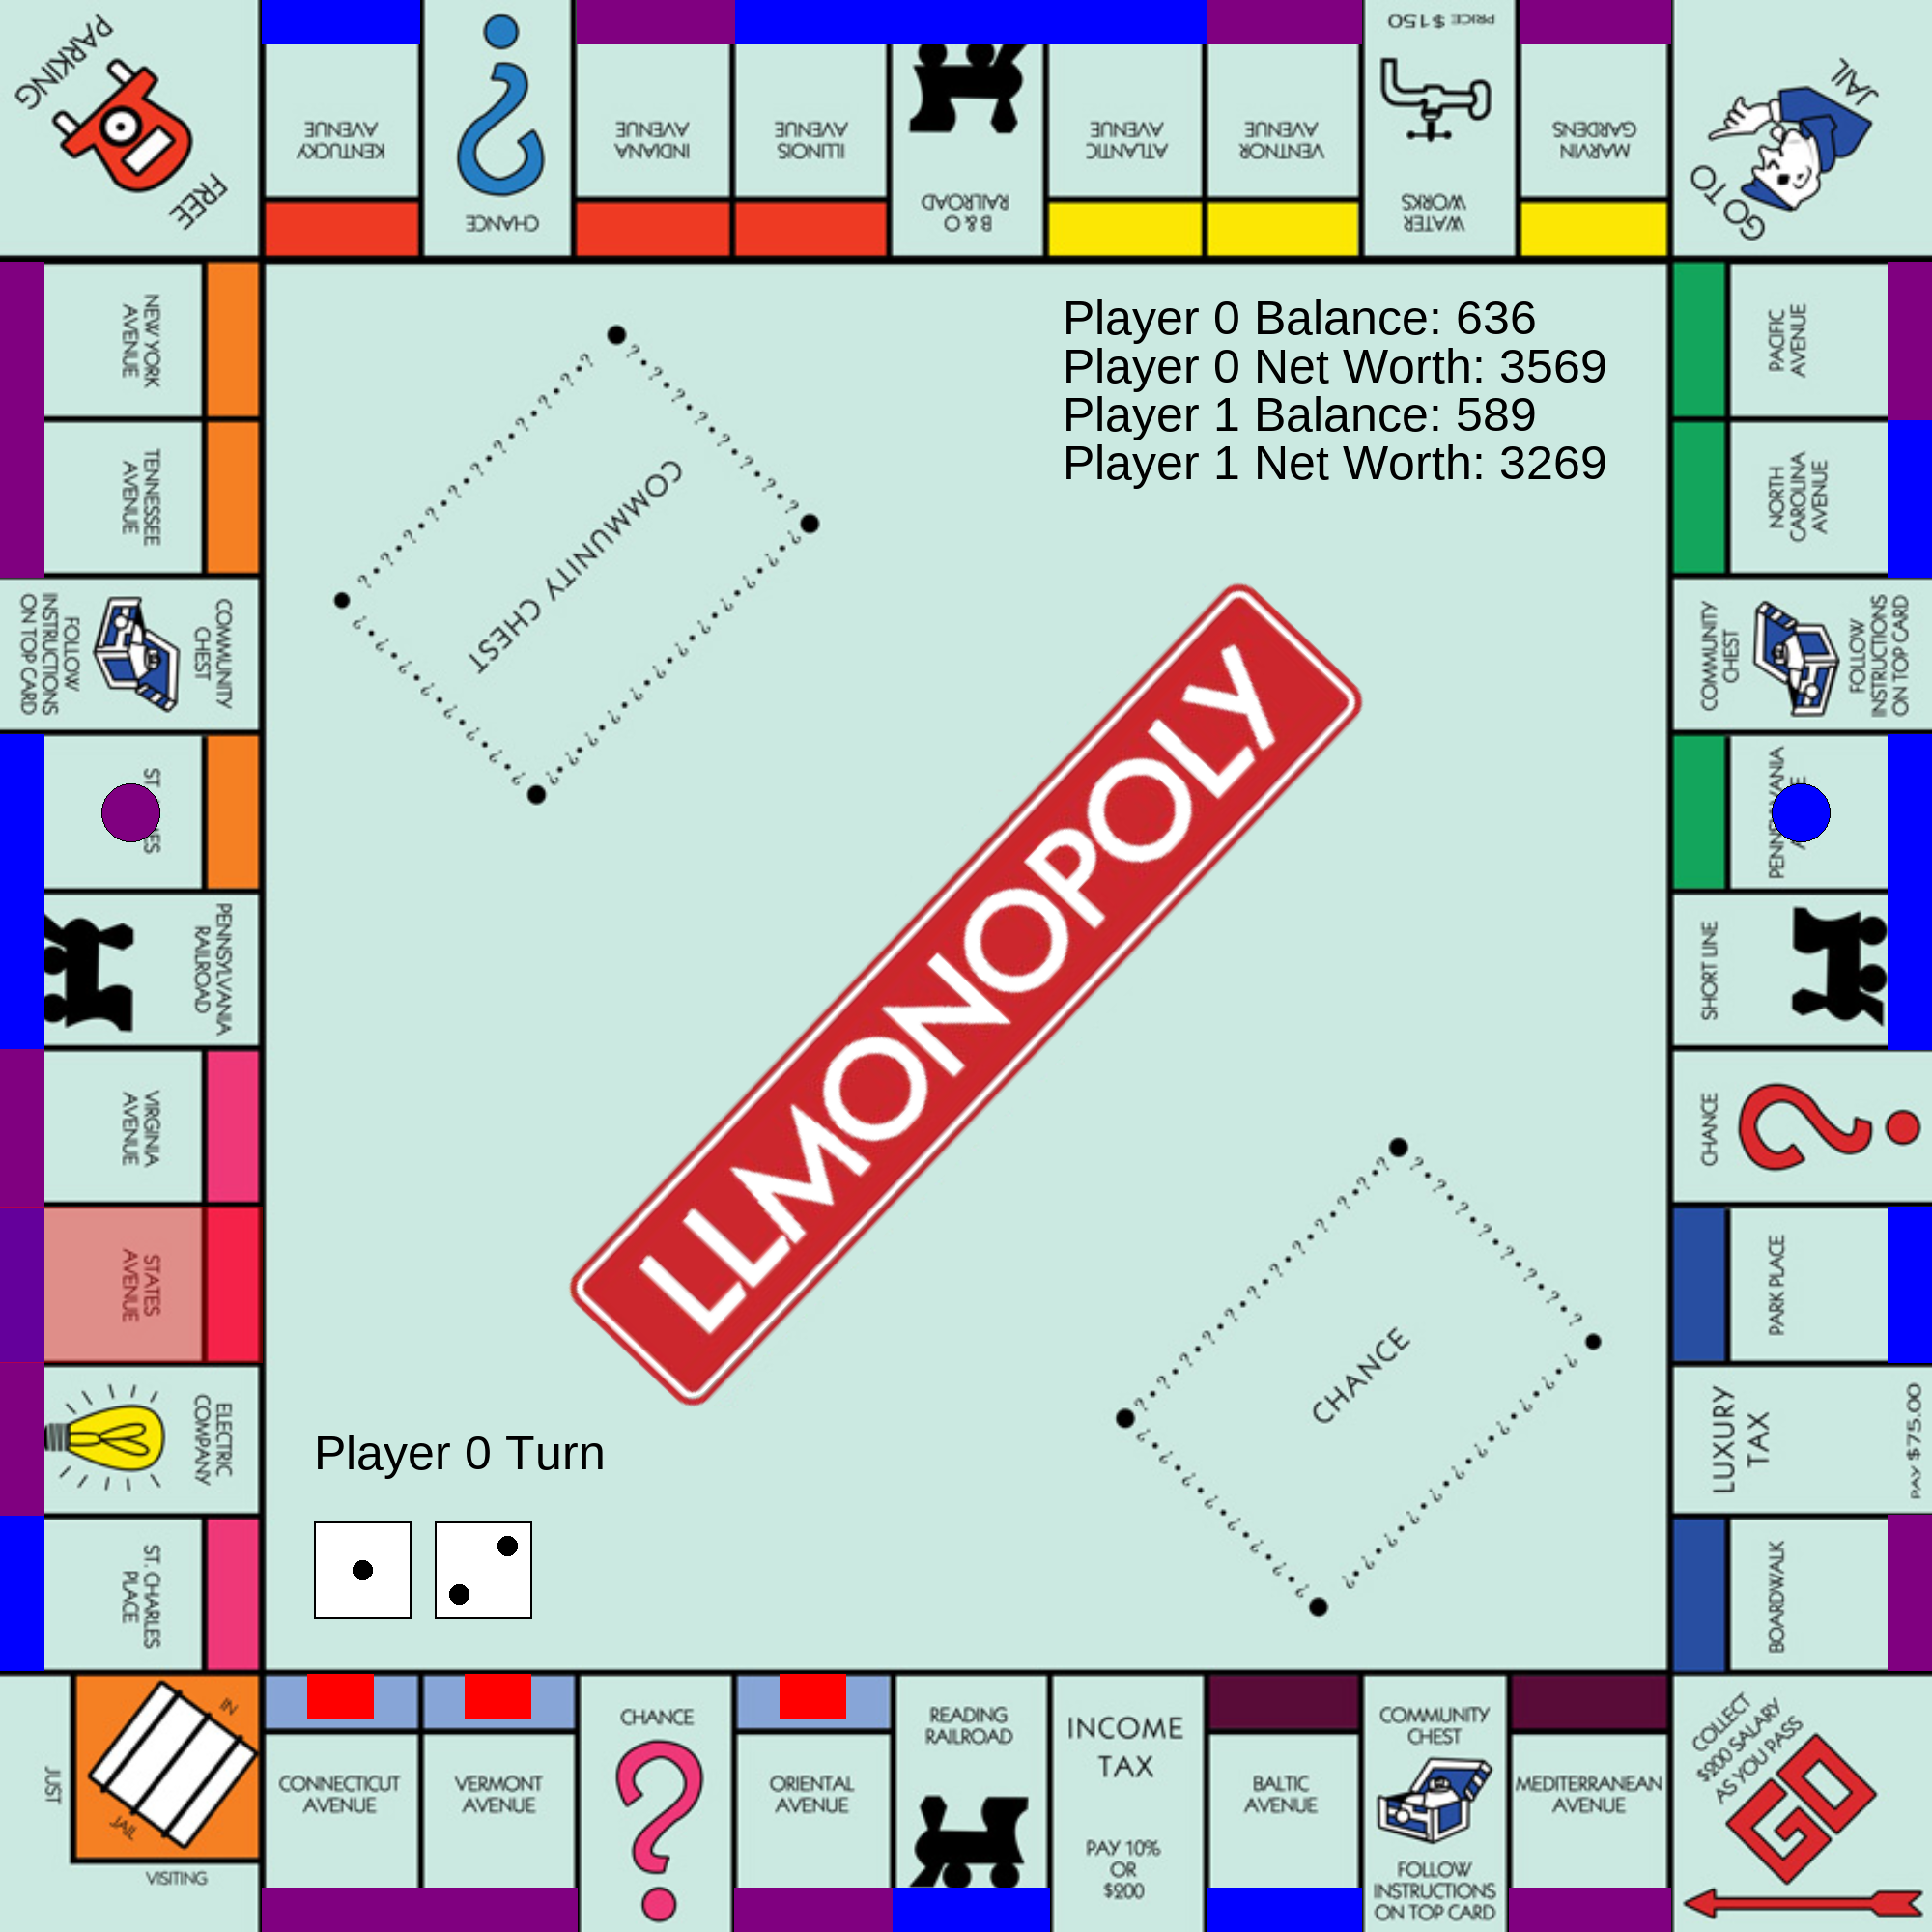 FREE
PARKING
KENTUCKY
AVENUE
CHANCE
INDIANA
AVENUE
ILLINOIS
AVENUE
B & O
RAILROAD
ATLANTIC
AVENUE
VENTNOR
AVENUE
WATER
WORKS
PRICE $150
MARVIN
GARDENS
GO TO
JAIL
NEW YORK
AVENUE
TENNESSEE
AVENUE
COMMUNITY
CHEST
FOLLOW
INSTRUCTIONS
ON TOP CARD
ST
ES
PENNSYLVANIA
RAILROAD
VIRGINIA
AVENUE
STATES
AVENUE
ELECTRIC
COMPANY
ST. CHARLES
PLACE
Player 0 Balance: 636
Player 0 Net Worth: 3569
Player 1 Balance: 589
Player 1 Net Worth: 3269
COMMUNITY CHEST
LLMONOPOLY
CHANCE
Player 0 Turn
PACIFIC
AVENUE
NORTH
CAROLINA
AVENUE
COMMUNITY
CHEST
FOLLOW
INSTRUCTIONS
ON TOP CARD
SHORT LINE
CHANCE
PARK PLACE
LUXURY
TAX
PAY $75.00
BOARDWALK
JUST
VISITING
IN
JAIL
CONNECTICUT
AVENUE
VERMONT
AVENUE
CHANCE
ORIENTAL
AVENUE
READING
RAILROAD
INCOME
TAX
PAY 10%
OR
$200
BALTIC
AVENUE
COMMUNITY
CHEST
FOLLOW
INSTRUCTIONS
ON TOP CARD
MEDITERRANEAN
AVENUE
COLLECT
$200 SALARY
AS YOU PASS
GO